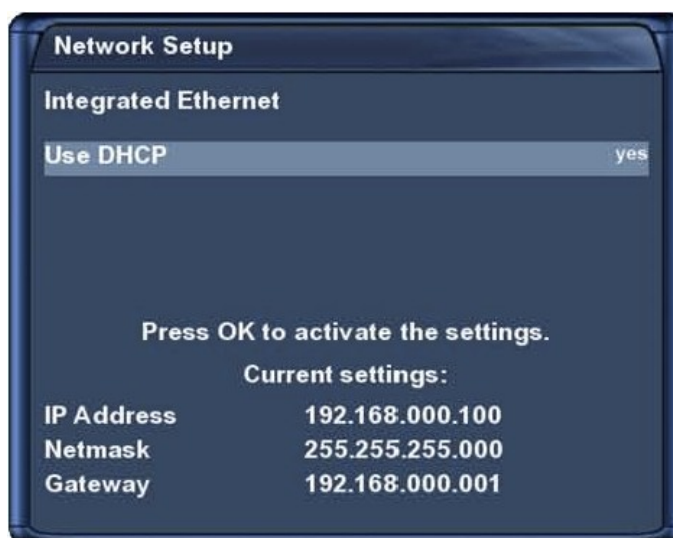 Network Setup
Integrated Ethernet
Use DHCP yes
Press OK to activate the settings.
Current settings:
IP Address 192.168.000.100
Netmask 255.255.255.000
Gateway 192.168.000.001